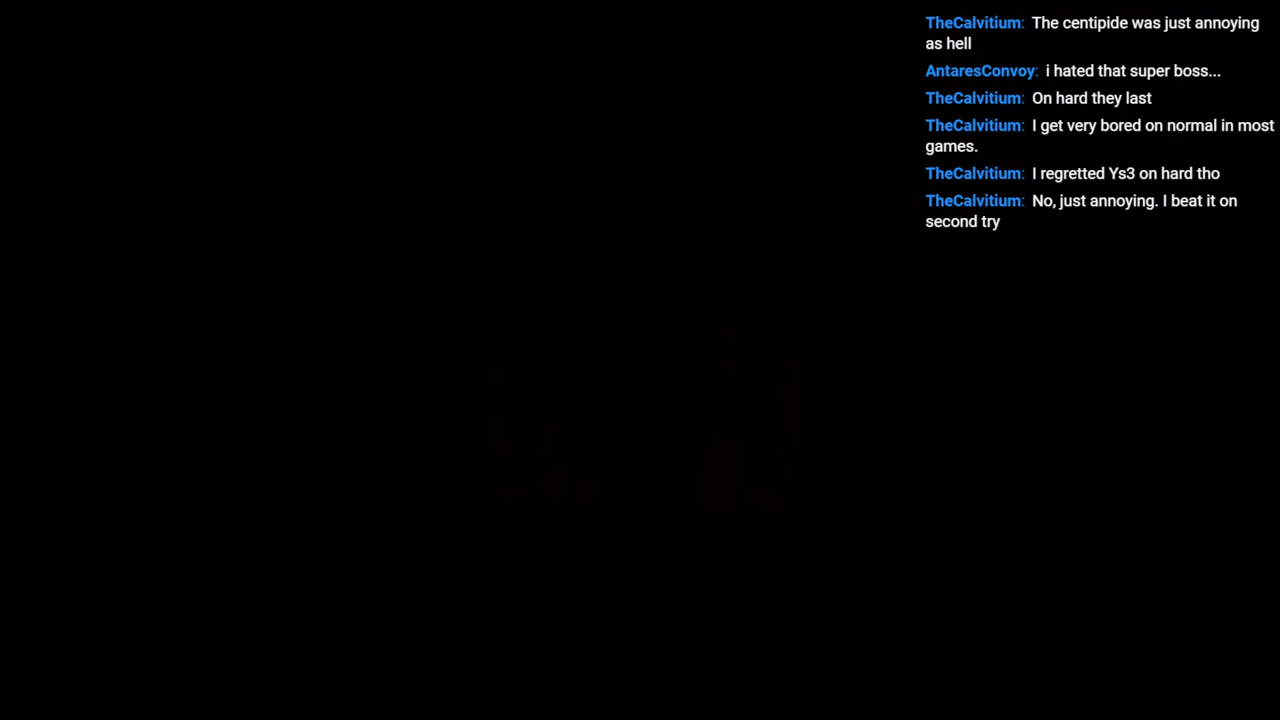 TheCalvitium: The centipide was just annoying
as hell
AntaresConvoy: i hated that super boss...
TheCalvitium: On hard they last
TheCalvitium: I get very bored on normal in most
games.
TheCalvitium: I regretted Ys3 on hard tho
TheCalvitium: No, just annoying. I beat it on
second try